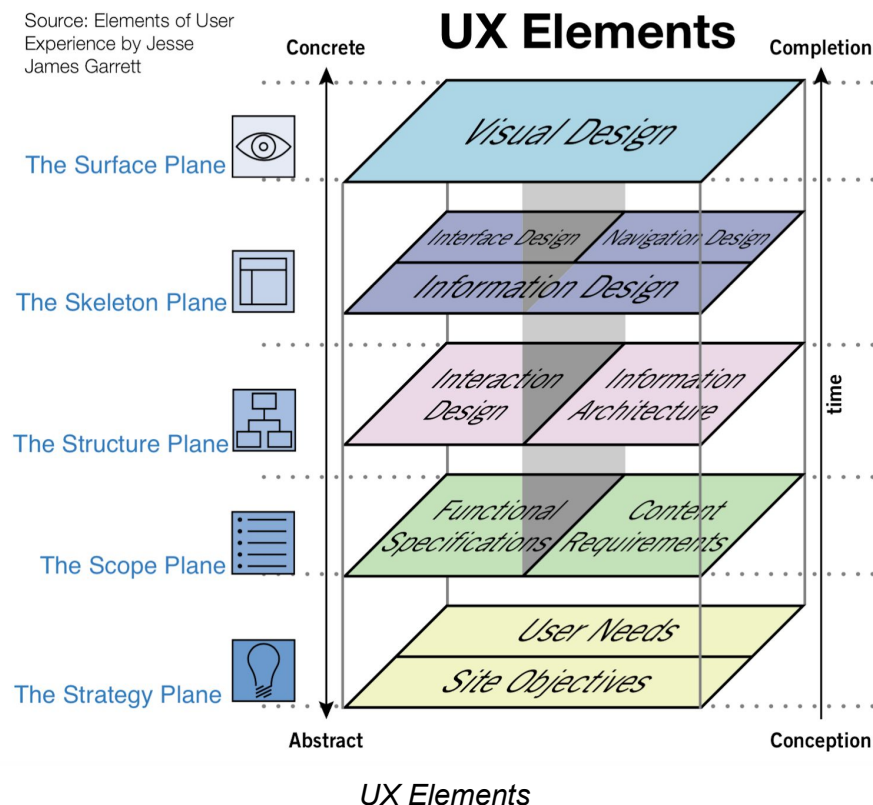 Source: Elements of User
Experience by Jesse
James Garrett
UX Elements
Concrete
Completion
The Surface Plane
Visual Design
The Skeleton Plane
Interface Design
Navigation Design
Information Design
The Structure Plane
Interaction
Design
Information
Architecture
time
The Scope Plane
Functional
Specifications
Content
Requirements
The Strategy Plane
User Needs
Site Objectives
Abstract
Conception
UX Elements